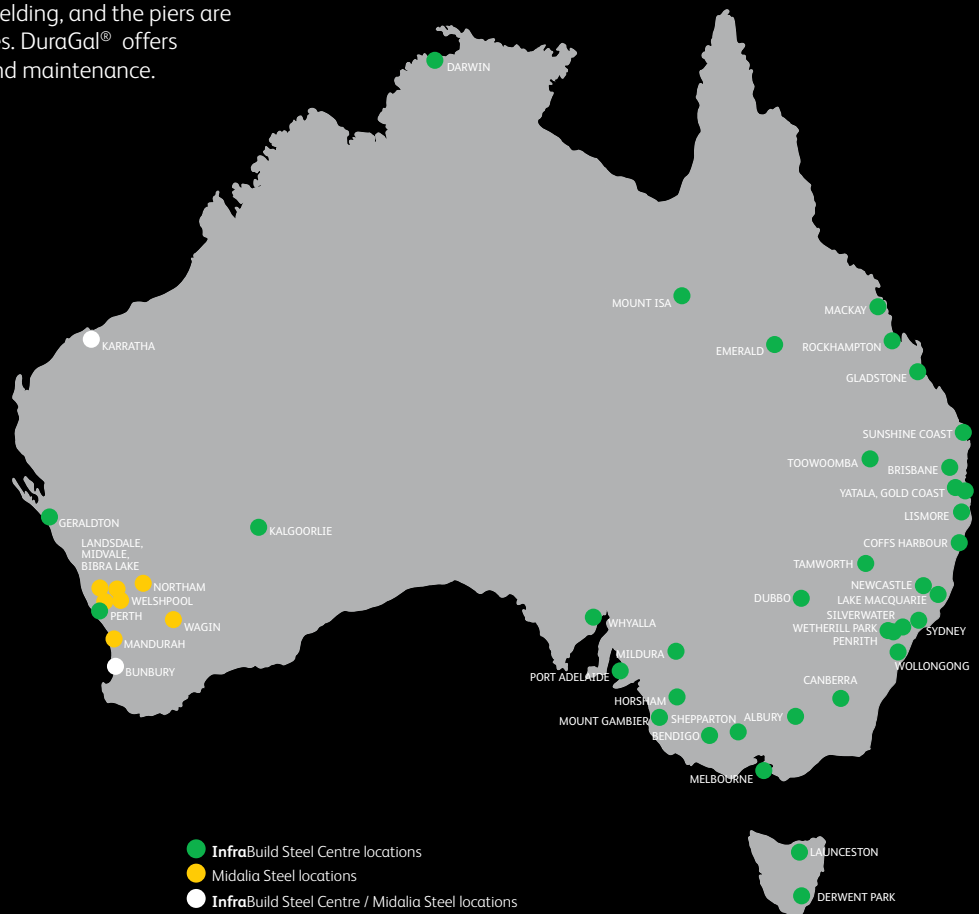 elding, and the piers are
es. DuraGal® offers
nd maintenance.
DARWIN
MOUNT ISA
MACKAY
KARRATHA
EMERALD
ROCKHAMPTON
GLADSTONE
SUNSHINE COAST
TOOWOOMBA
BRISBANE
YATALA, GOLD COAST
LISMORE
GERALDTON
KALGOORLIE
COFFS HARBOUR
LANDSDALE,
MIDVALE,
BIBRA LAKE
TAMWORTH
NORTHAM
NEWCASTLE
WELSHPOOL
DUBBO
LAKE MACQUARIE
PERTH
SILVERWATER
WAGIN
WHYALLA
WETHERILL PARK
SYDNEY
MANDURAH
PENRITH
MILDURA
WOLLONGONG
BUNBURY
PORT ADELAIDE
CANBERRA
HORSHAM
MOUNT GAMBIER
SHEPPARTON
ALBURY
BENDIGO
MELBOURNE
InfraBuild Steel Centre locations
LAUNCESTON
Midalia Steel locations
DERWENT PARK
InfraBuild Steel Centre / Midalia Steel locations